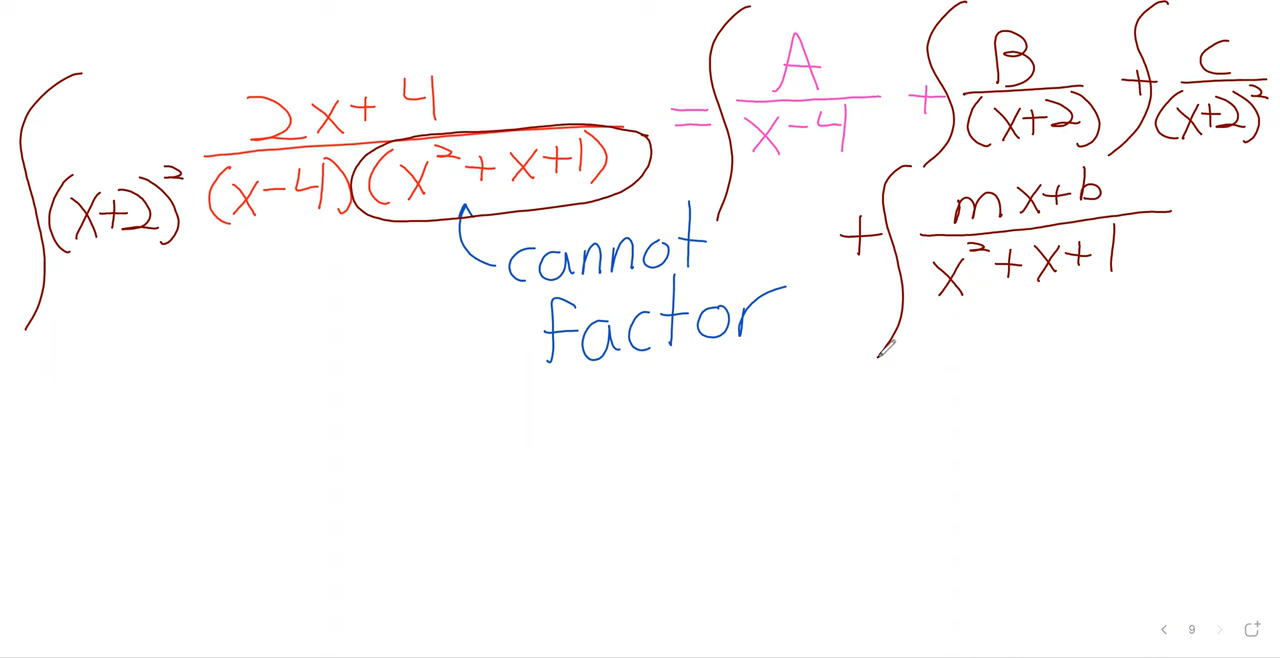 ∫ (2x+4) / ((x+2)² (x-4)(x²+x+1)) = ∫ A/(x-4) + ∫ B/(x+2) + ∫ C/(x+2)²
+ ∫ (mx+b)/(x²+x+1)
cannot
factor
< 9 >